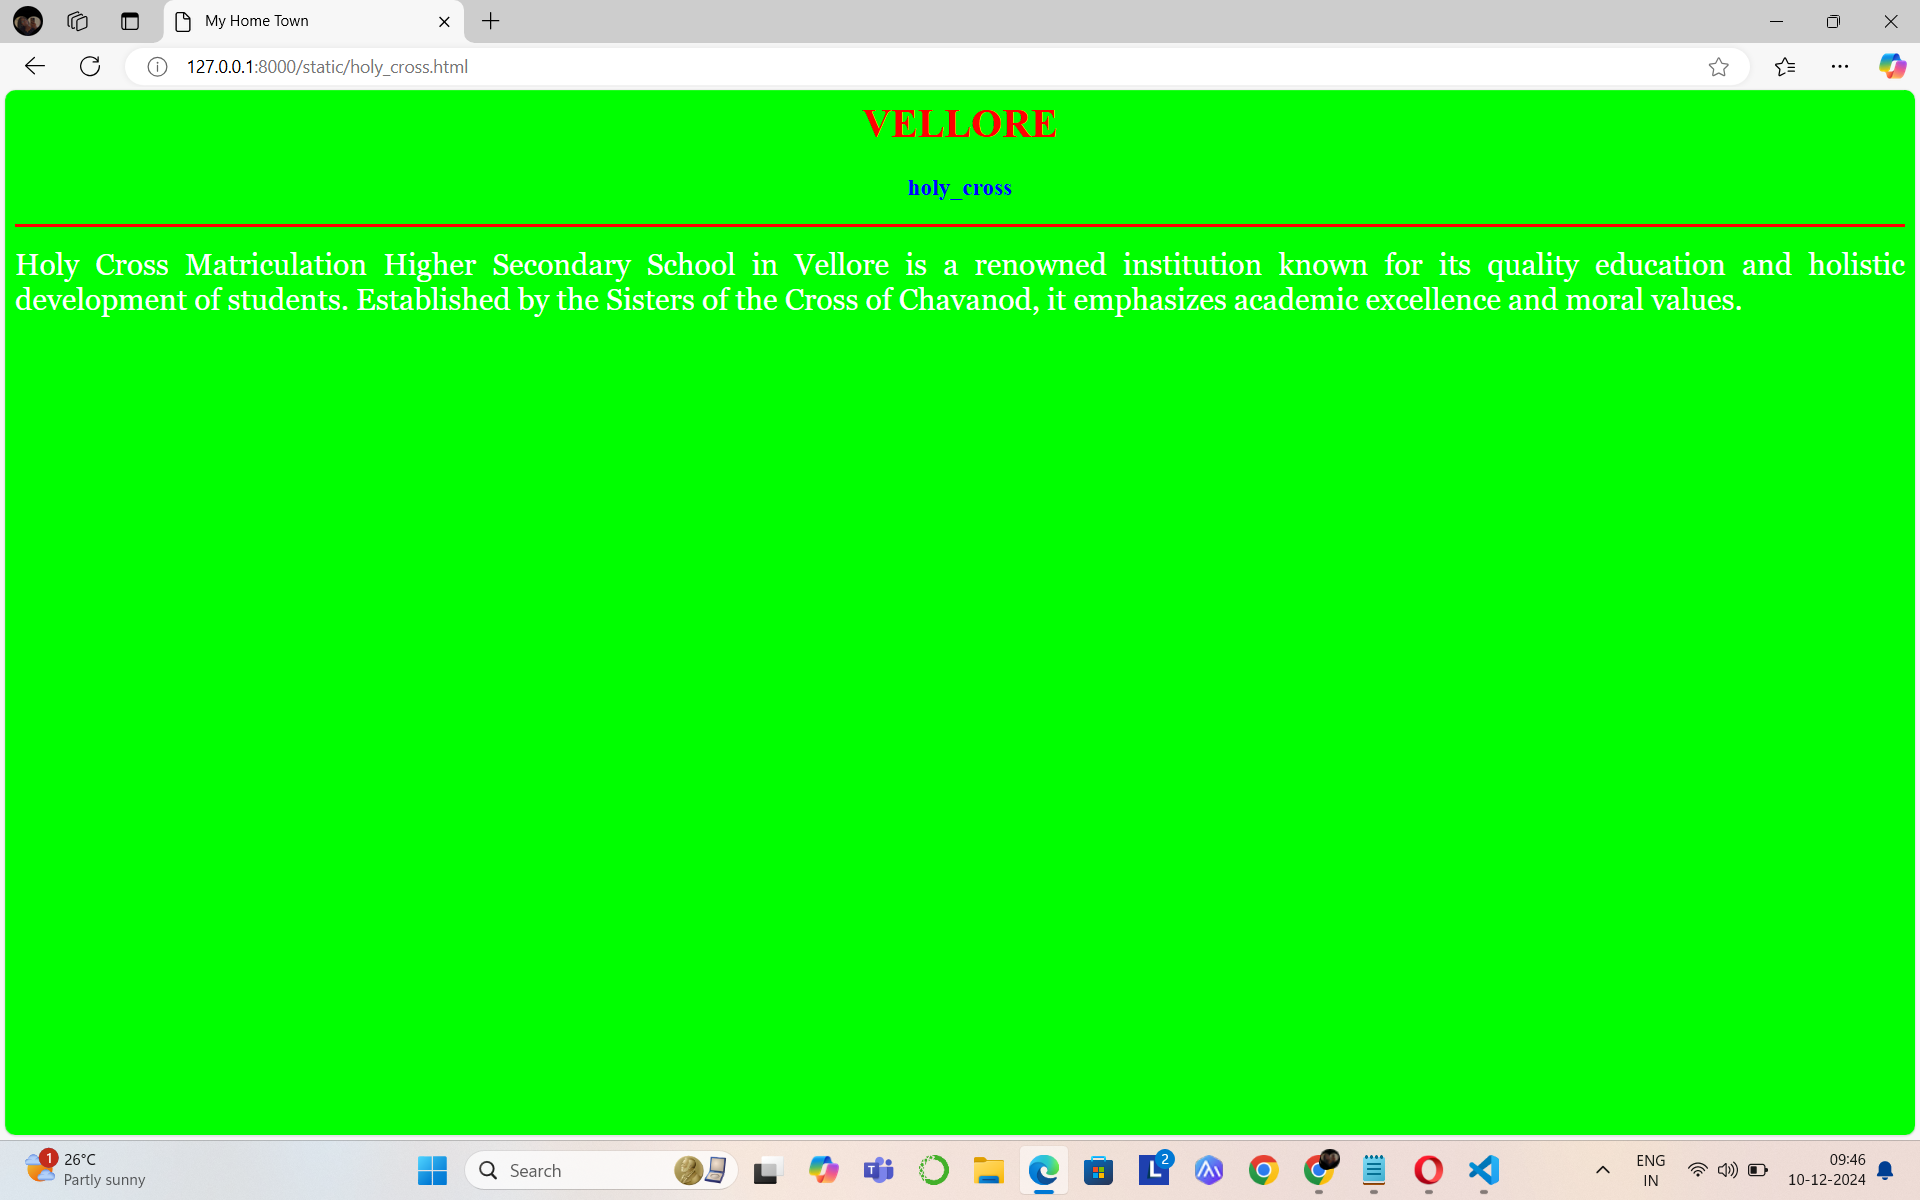 My Home Town
127.0.0.1:8000/static/holy_cross.html
VELLORE
holy_cross
Holy Cross Matriculation Higher Secondary School in Vellore is a renowned institution known for its quality education and holistic
development of students. Established by the Sisters of the Cross of Chavanod, it emphasizes academic excellence and moral values.
1
26°C
Partly sunny
Search
T
L
2
ENG
IN
09:46
10-12-2024